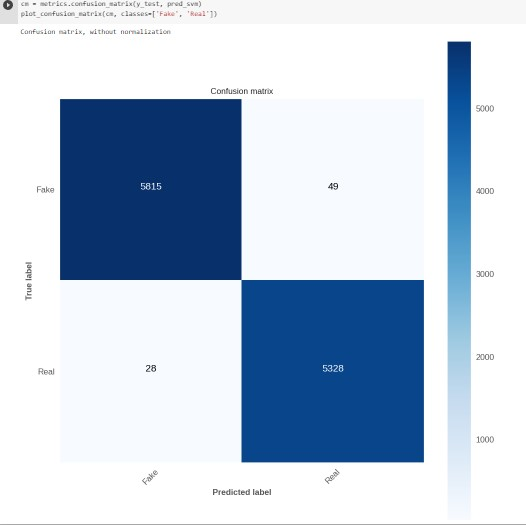 cm = metrics.confusion_matrix(y_test, pred_svm)
plot_confusion_matrix(cm, classes=['Fake', 'Real'])
Confusion matrix, without normalization
Confusion matrix
5000
4000
3000
2000
1000
True label
Fake
5815
49
Real
28
5328
Fake
Real
Predicted label